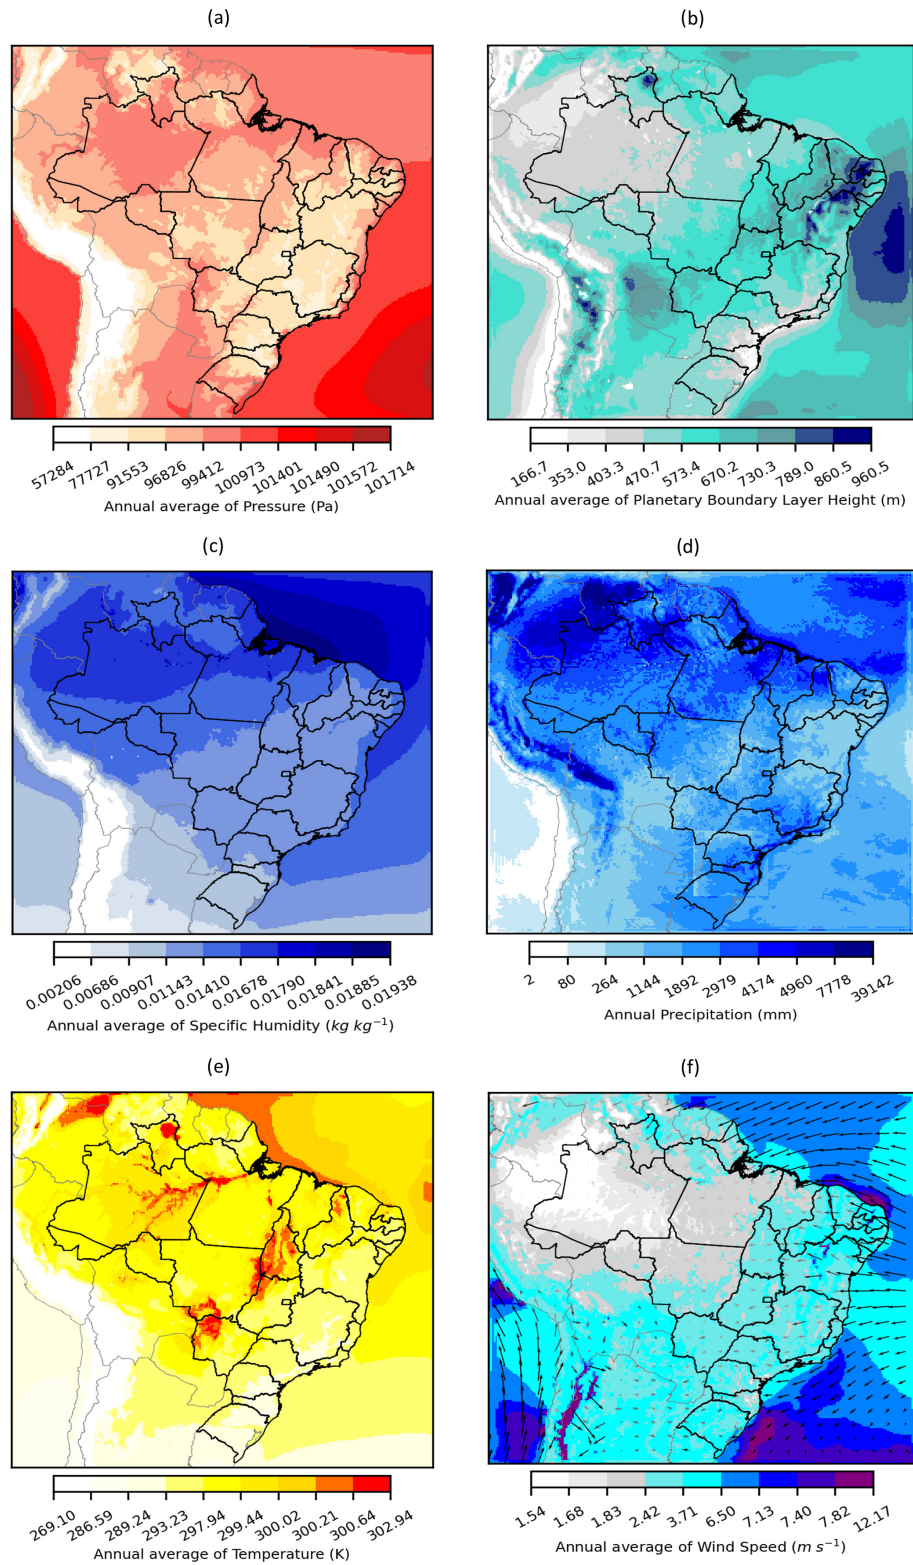 (a)
(b)
57284 77727 91553 96826 99412 100973 101401 101490 101572 101714
Annual average of Pressure (Pa)
166.7 353.0 403.3 470.7 573.4 670.2 730.3 789.0 860.5 960.5
Annual average of Planetary Boundary Layer Height (m)
(c)
(d)
0.00206 0.00686 0.00907 0.01143 0.01410 0.01678 0.01790 0.01841 0.01885 0.01938
Annual average of Specific Humidity (kg kg⁻¹)
2 80 264 1144 1892 2979 4174 4960 7778 39142
Annual Precipitation (mm)
(e)
(f)
269.10 286.59 289.24 293.23 297.94 299.44 300.02 300.21 300.64 302.94
Annual average of Temperature (K)
1.54 1.68 1.83 2.42 3.71 6.50 7.13 7.40 7.82 12.17
Annual average of Wind Speed (m s⁻¹)